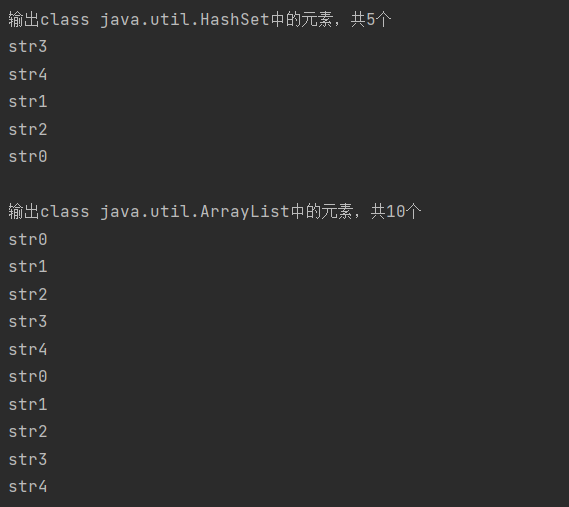 输出class java.util.HashSet中的元素，共5个
str3
str4
str1
str2
str0
输出class java.util.ArrayList中的元素，共10个
str0
str1
str2
str3
str4
str0
str1
str2
str3
str4